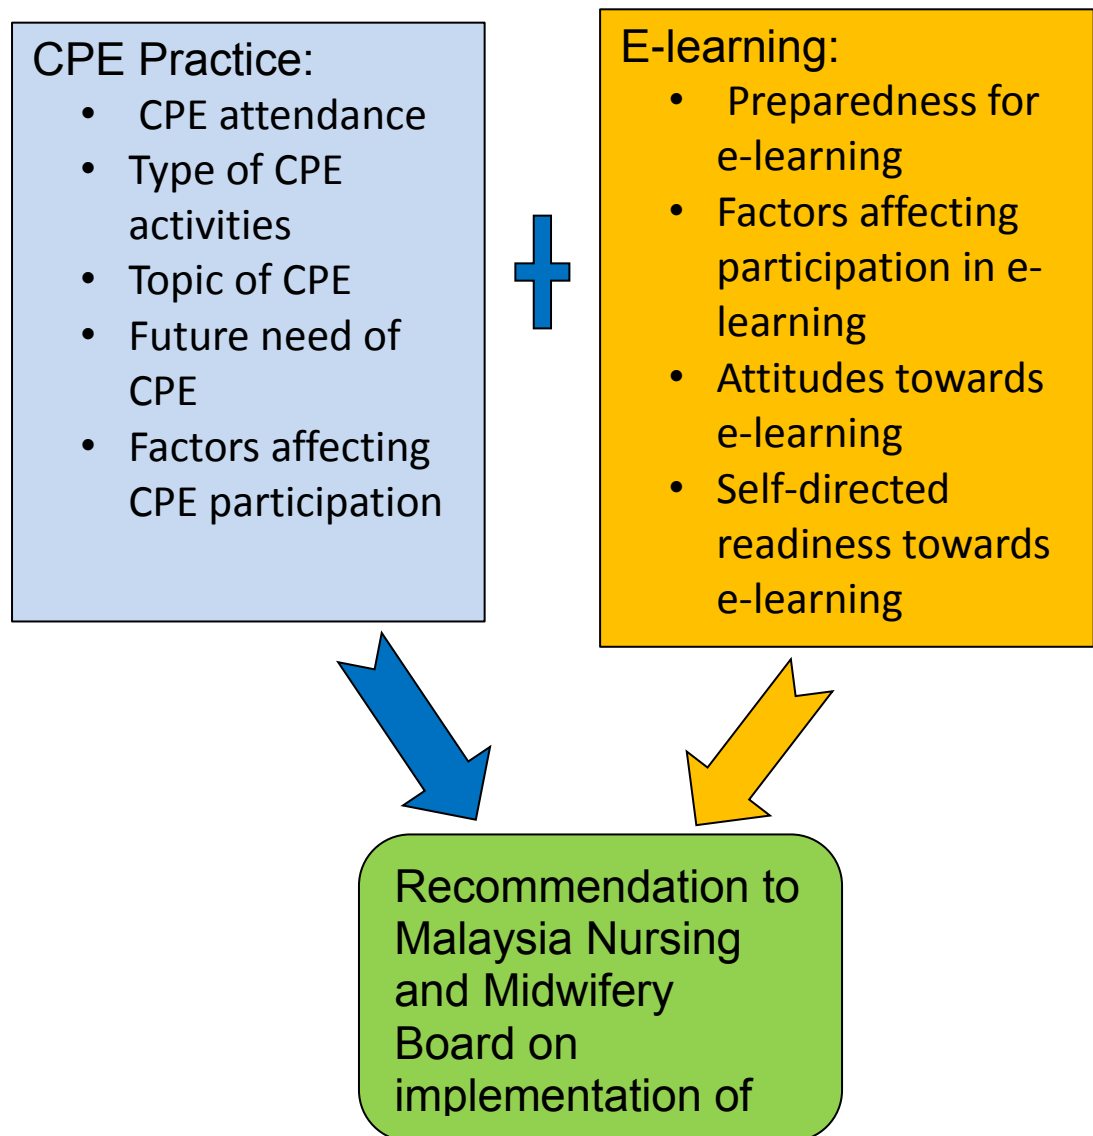 CPE Practice:
• CPE attendance
• Type of CPE
activities
• Topic of CPE
• Future need of
CPE
• Factors affecting
CPE participation
E-learning:
• Preparedness for
e-learning
• Factors affecting
participation in e-
learning
• Attitudes towards
e-learning
• Self-directed
readiness towards
e-learning
Recommendation to
Malaysia Nursing
and Midwifery
Board on
implementation of